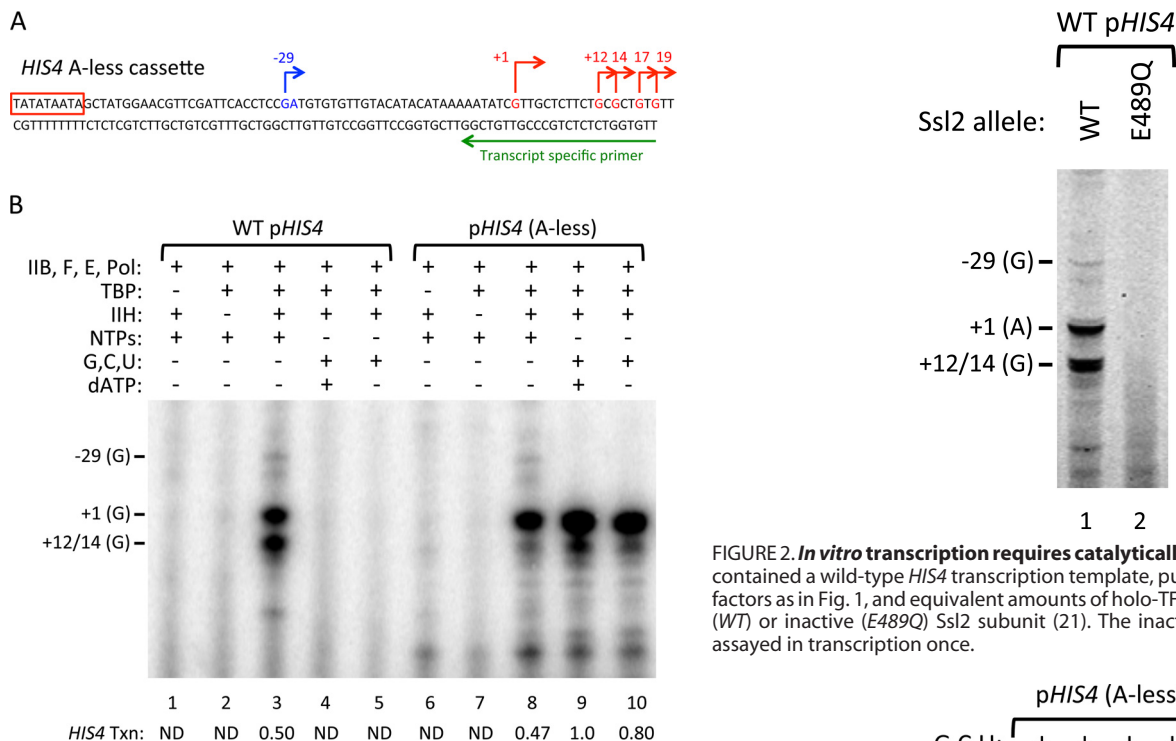 A
HIS4 A-less cassette
-29
+1
+12 14 17 19
TATATAATAGCTATGGAACGTTCGATTCACCTCCGATGTGTGTTGTACATACATAAAAATATCGTTGCTCTTCTGCGCTGTGTT
CGTTTTTTTTCTCTCGTCTTGCTGTCGTTTGCTGGCTTGTTGTCCGGTTCCGGTGCTTGGCTGTTGCCCGTCTCTCTGGTGTT
Transcript specific primer
B
WT pHIS4
pHIS4 (A-less)
IIB, F, E, Pol: + + + + + + + + + +
TBP: - + + + + - + + + +
IIH: + - + + + + - + + +
NTPs: + + + - - + + + - -
G,C,U: - - - + + - - - + +
dATP: - - - + - - - - + -
-29 (G)
+1 (G)
+12/14 (G)
1 2 3 4 5 6 7 8 9 10
HIS4 Txn: ND ND 0.50 ND ND ND ND 0.47 1.0 0.80
WT pHIS4
Ssl2 allele: WT E489Q
-29 (G)
+1 (A)
+12/14 (G)
1 2
FIGURE 2. In vitro transcription requires catalyticall
contained a wild-type HIS4 transcription template, pu
factors as in Fig. 1, and equivalent amounts of holo-TF
(WT) or inactive (E489Q) Ssl2 subunit (21). The inact
assayed in transcription once.
pHIS4 (A-less
G,C,U: